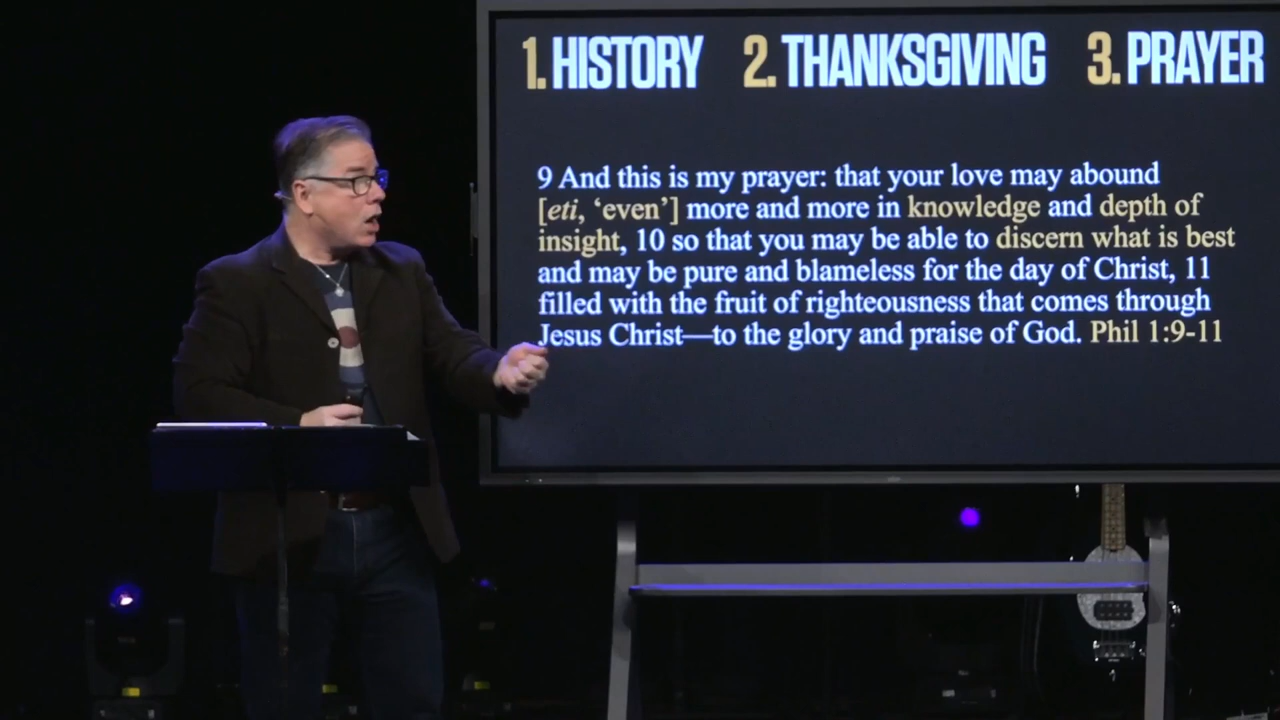 1. HISTORY 2. THANKSGIVING 3. PRAYER
9 And this is my prayer: that your love may abound
[eti, ‘even’] more and more in knowledge and depth of
insight, 10 so that you may be able to discern what is best
and may be pure and blameless for the day of Christ, 11
filled with the fruit of righteousness that comes through
Jesus Christ—to the glory and praise of God. Phil 1:9-11